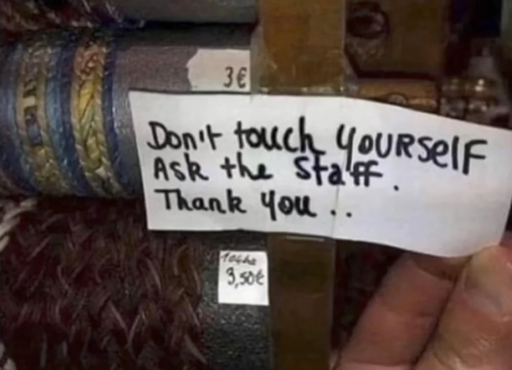 3€
Don't touch YOURSELF
Ask the Staff.
Thank you ..
3,50€